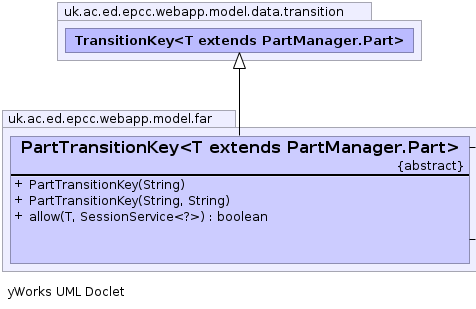 uk.ac.ed.epcc.webapp.model.data.transition
TransitionKey<T extends PartManager.Part>
uk.ac.ed.epcc.webapp.model.far
PartTransitionKey<T extends PartManager.Part>
{abstract}
+ PartTransitionKey(String)
+ PartTransitionKey(String, String)
+ allow(T, SessionService<?>) : boolean
yWorks UML Doclet